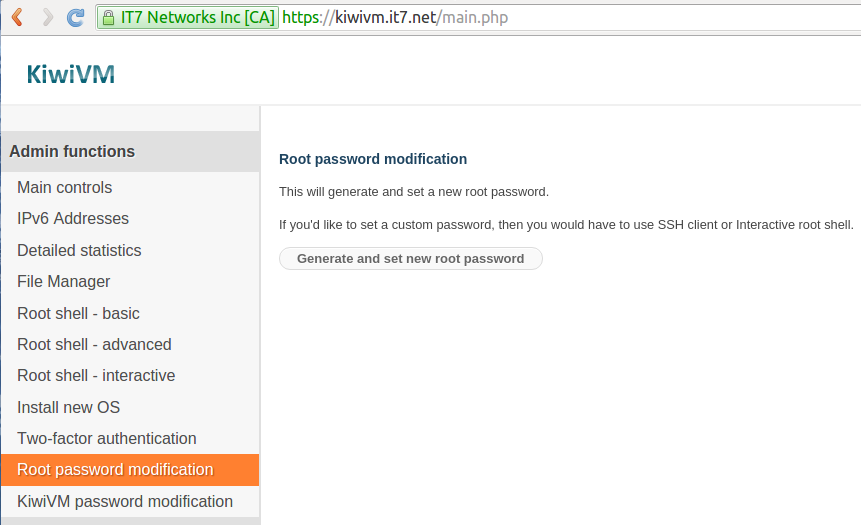 IT7 Networks Inc [CA] https://kiwivm.it7.net/main.php
KiwiVM
Admin functions
Main controls
IPv6 Addresses
Detailed statistics
File Manager
Root shell - basic
Root shell - advanced
Root shell - interactive
Install new OS
Two-factor authentication
Root password modification
KiwiVM password modification
Root password modification
This will generate and set a new root password.
If you'd like to set a custom password, then you would have to use SSH client or Interactive root shell.
Generate and set new root password